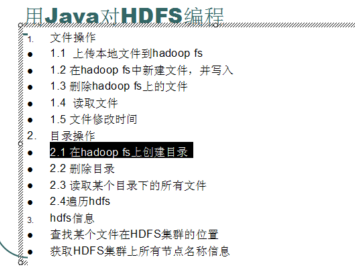 用Java对HDFS编程
1. 文件操作
● 1.1 上传本地文件到hadoop fs
● 1.2 在hadoop fs中新建文件，并写入
● 1.3 删除hadoop fs上的文件
● 1.4 读取文件
● 1.5 文件修改时间
2. 目录操作
● 2.1 在hadoop fs上创建目录
● 2.2 删除目录
● 2.3 读取某个目录下的所有文件
● 2.4遍历hdfs
3. hdfs信息
● 查找某个文件在HDFS集群的位置
● 获取HDFS集群上所有节点名称信息